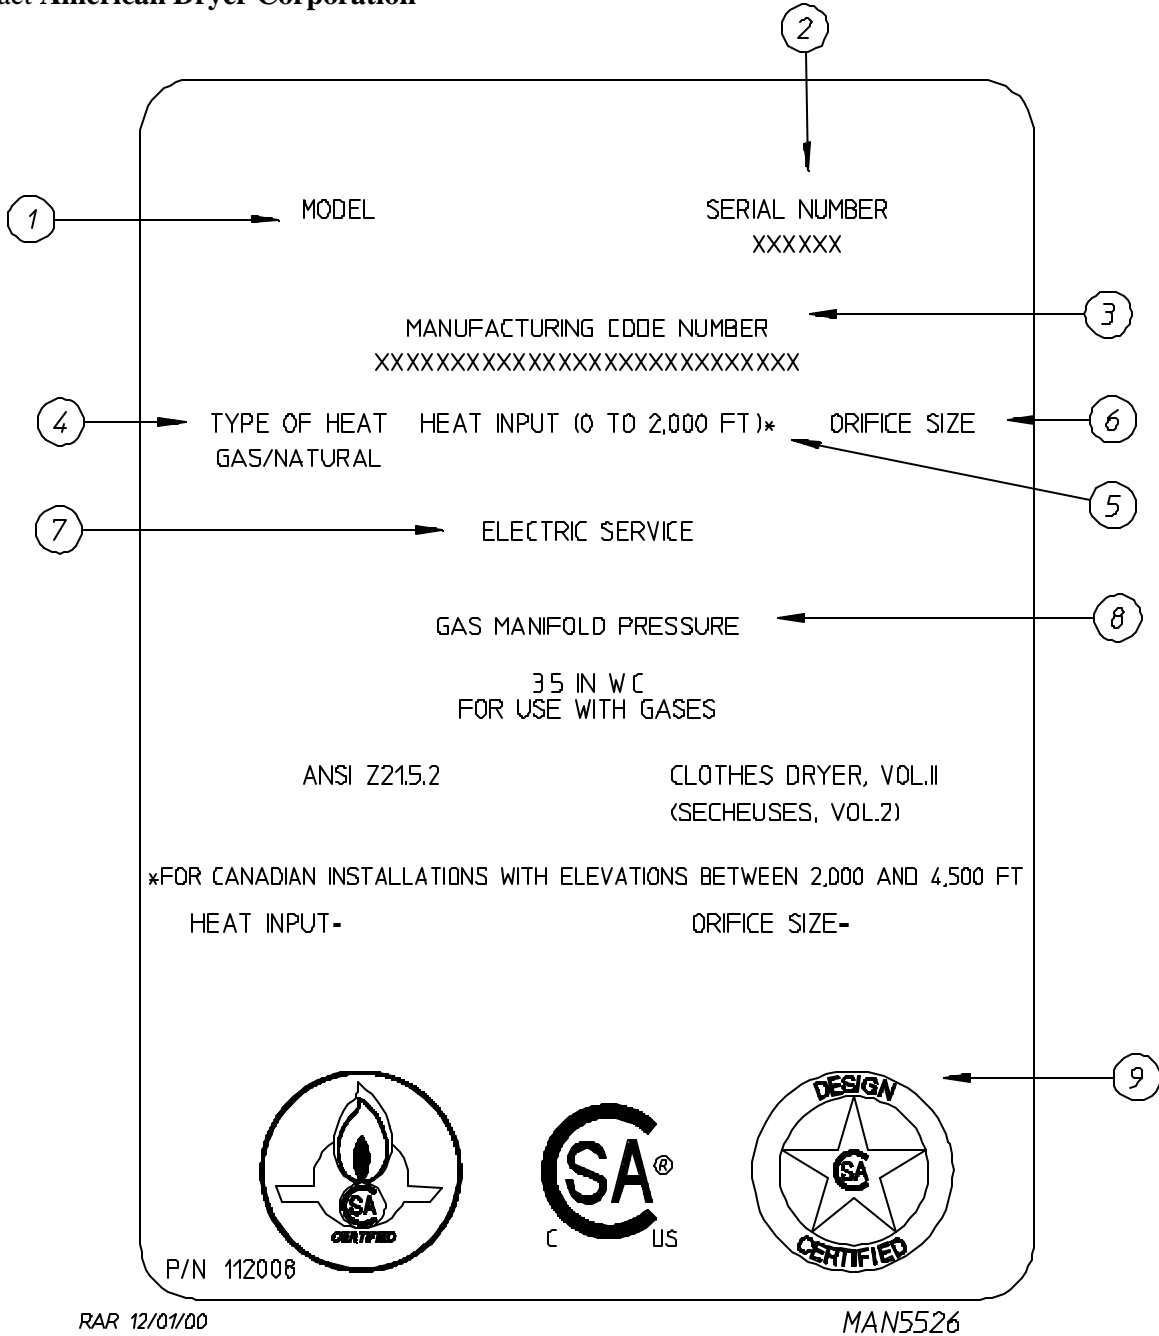 act American Dryer Corporation
2
1
MODEL
SERIAL NUMBER
XXXXXX
3
MANUFACTURING CODE NUMBER
XXXXXXXXXXXXXXXXXXXXXXXXXXXX
4
TYPE OF HEAT HEAT INPUT (0 TO 2,000 FT)* ORIFICE SIZE
6
GAS/NATURAL
5
7
ELECTRIC SERVICE
GAS MANIFOLD PRESSURE
8
3.5 IN W C
FOR USE WITH GASES
ANSI Z21.5.2 CLOTHES DRYER, VOL.II
(SECHEUSES, VOL.2)
*FOR CANADIAN INSTALLATIONS WITH ELEVATIONS BETWEEN 2,000 AND 4,500 FT
HEAT INPUT- ORIFICE SIZE-
9
SA
CERTIFIED
CSA ®
C US
DESIGN
SA
CERTIFIED
P/N 112008
RAR 12/01/00 MAN5526